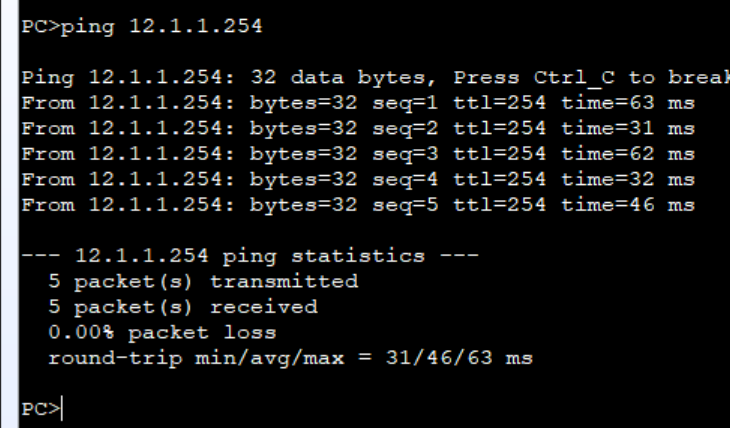 PC>ping 12.1.1.254
Ping 12.1.1.254: 32 data bytes, Press Ctrl_C to break
From 12.1.1.254: bytes=32 seq=1 ttl=254 time=63 ms
From 12.1.1.254: bytes=32 seq=2 ttl=254 time=31 ms
From 12.1.1.254: bytes=32 seq=3 ttl=254 time=62 ms
From 12.1.1.254: bytes=32 seq=4 ttl=254 time=32 ms
From 12.1.1.254: bytes=32 seq=5 ttl=254 time=46 ms
--- 12.1.1.254 ping statistics ---
5 packet(s) transmitted
5 packet(s) received
0.00% packet loss
round-trip min/avg/max = 31/46/63 ms
PC>